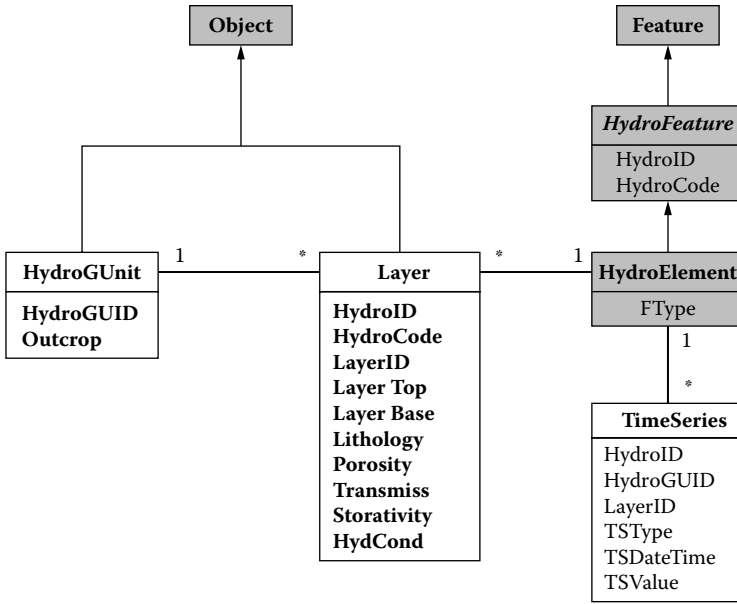 Object
Feature
HydroFeature
HydroID
HydroCode
HydroGUnit
HydroGUID
Outcrop
1
*
Layer
HydroID
HydroCode
LayerID
Layer Top
Layer Base
Lithology
Porosity
Transmiss
Storativity
HydCond
*
1
HydroElement
FType
1
*
TimeSeries
HydroID
HydroGUID
LayerID
TSType
TSDateTime
TSValue